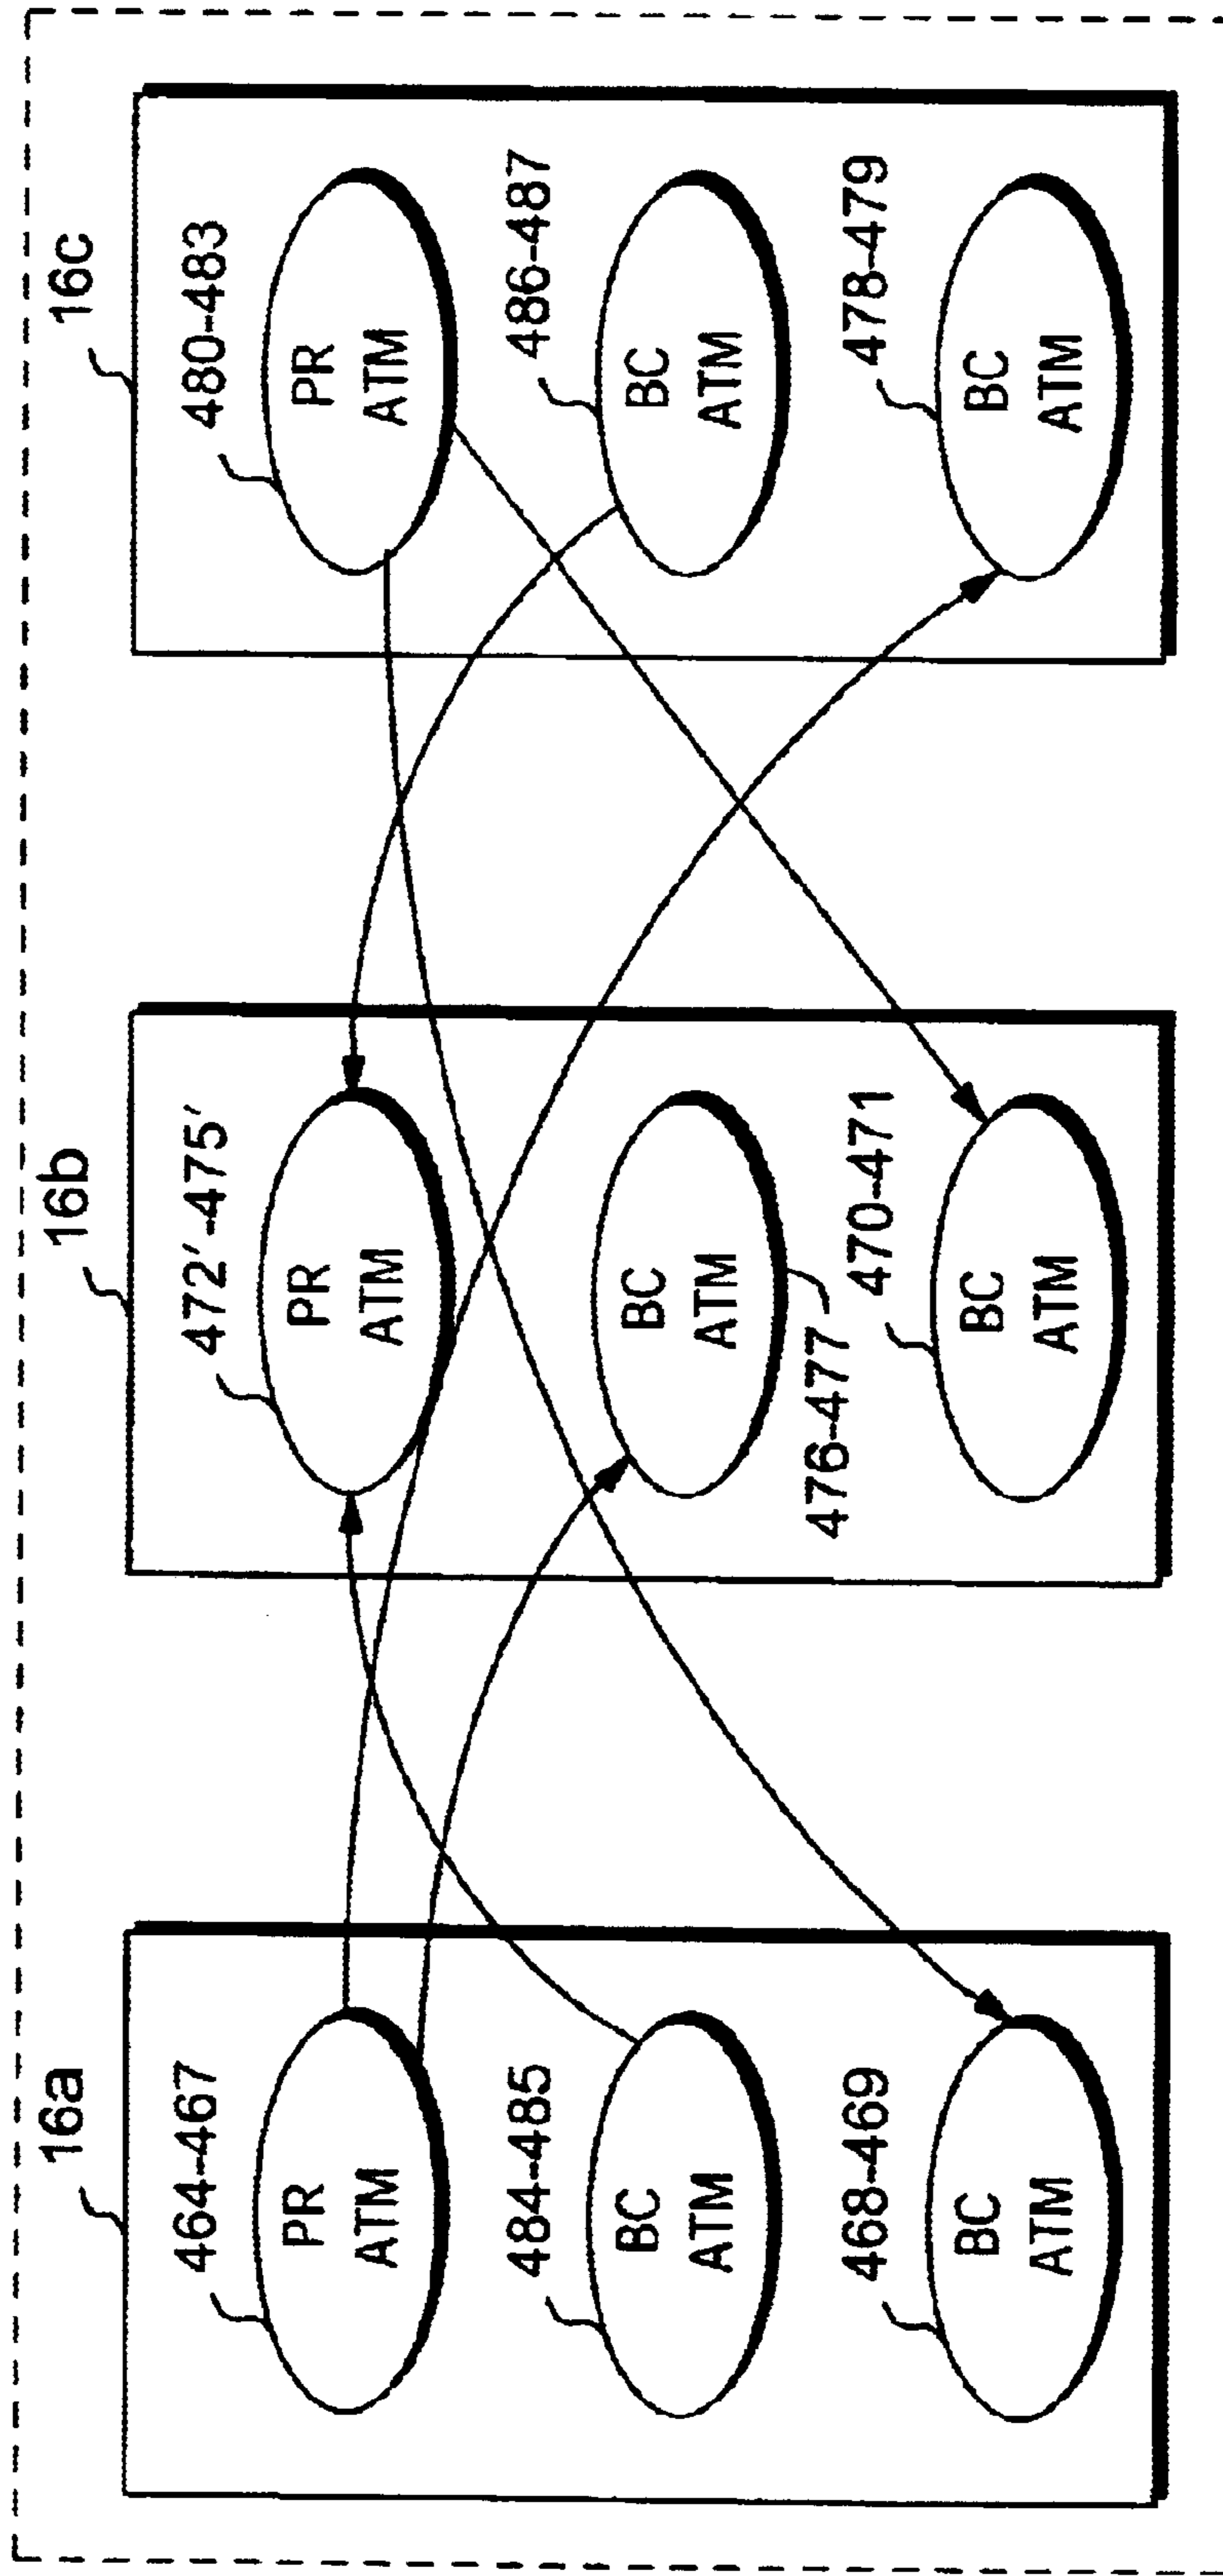 16a
464-467
PR
ATM
484-485
BC
ATM
468-469
BC
ATM
16b
472'-475'
PR
ATM
BC
ATM
476-477
470-471
BC
ATM
16c
480-483
PR
ATM
486-487
BC
ATM
478-479
BC
ATM